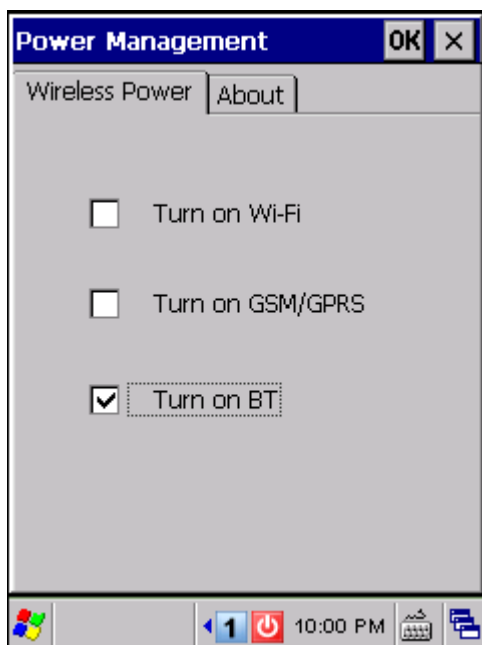 Power Management OK ×
Wireless Power About
Turn on Wi-Fi
Turn on GSM/GPRS
Turn on BT
1 10:00 PM